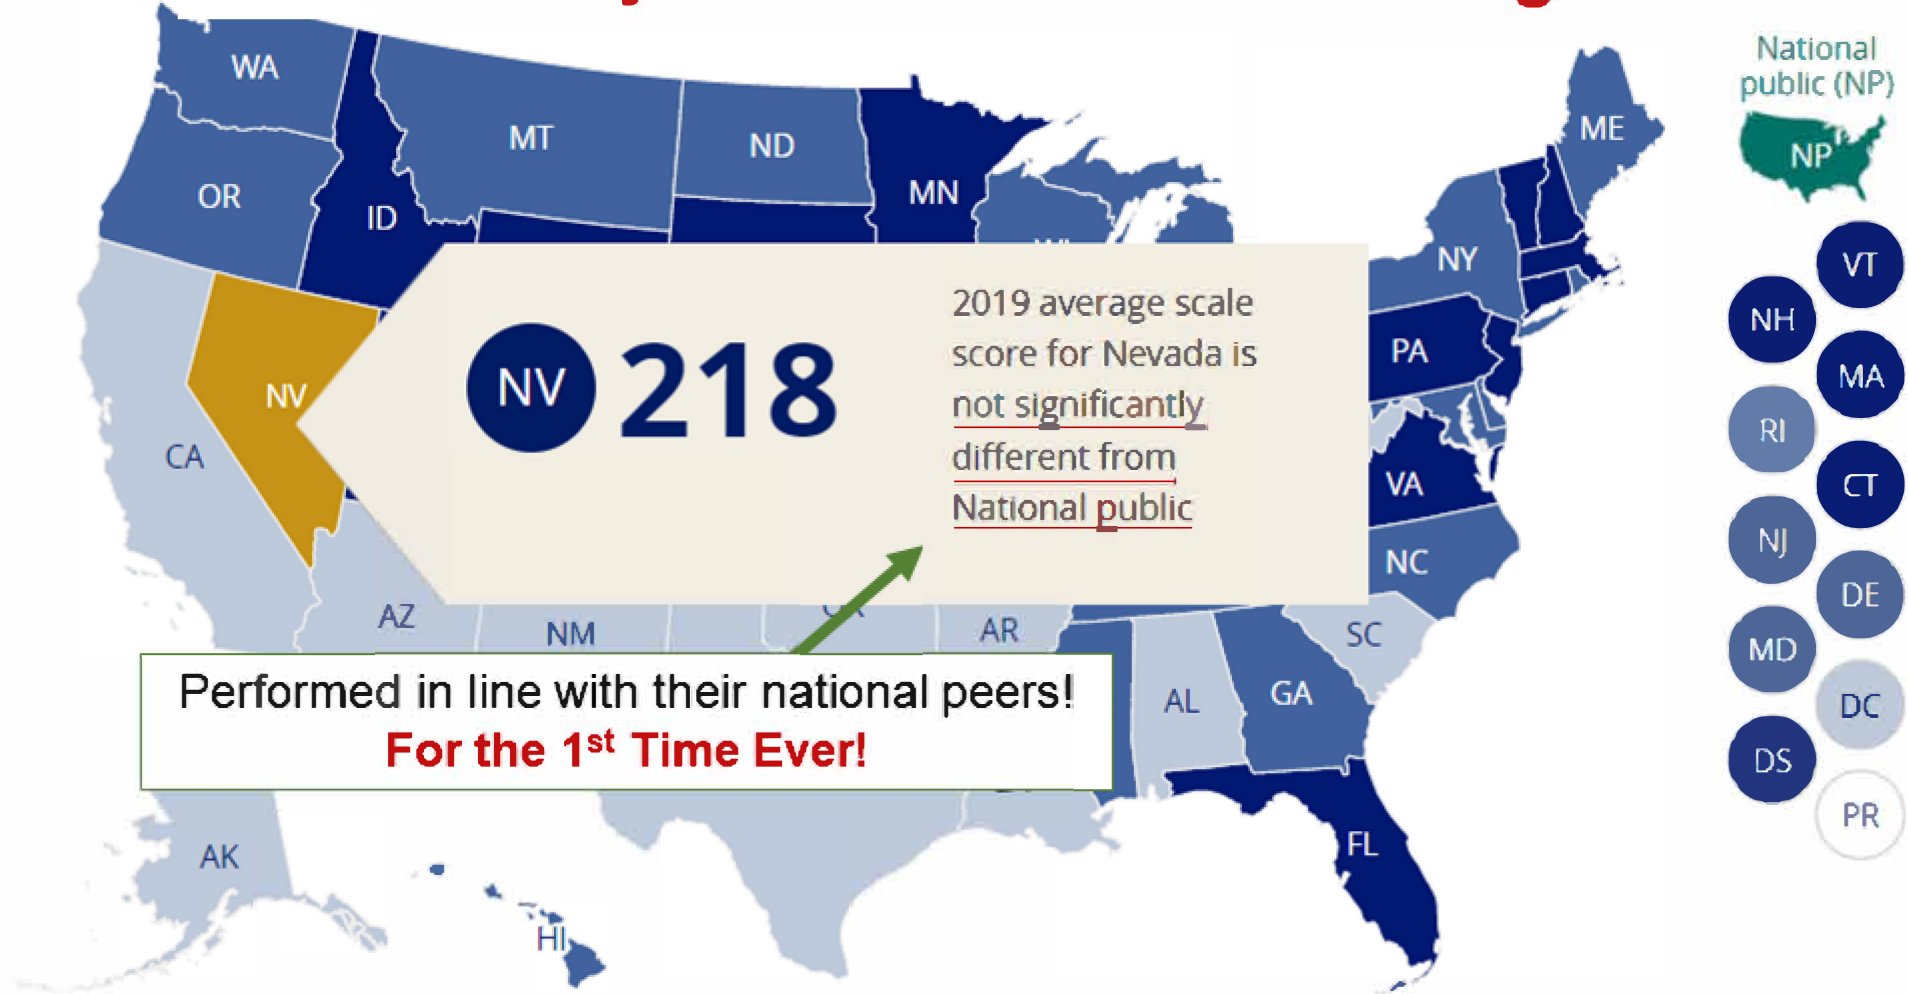 WA
MT
ND
MN
OR
ID
ME
NY
PA
VA
NC
SC
CA
NV
AZ
NM
AR
AL
GA
FL
AK
HI
NV 218
2019 average scale
score for Nevada is
not significantly
different from
National public
Performed in line with their national peers!
For the 1st Time Ever!
National
public (NP)
NP
VT
NH
MA
RI
CT
NJ
DE
MD
DC
DS
PR